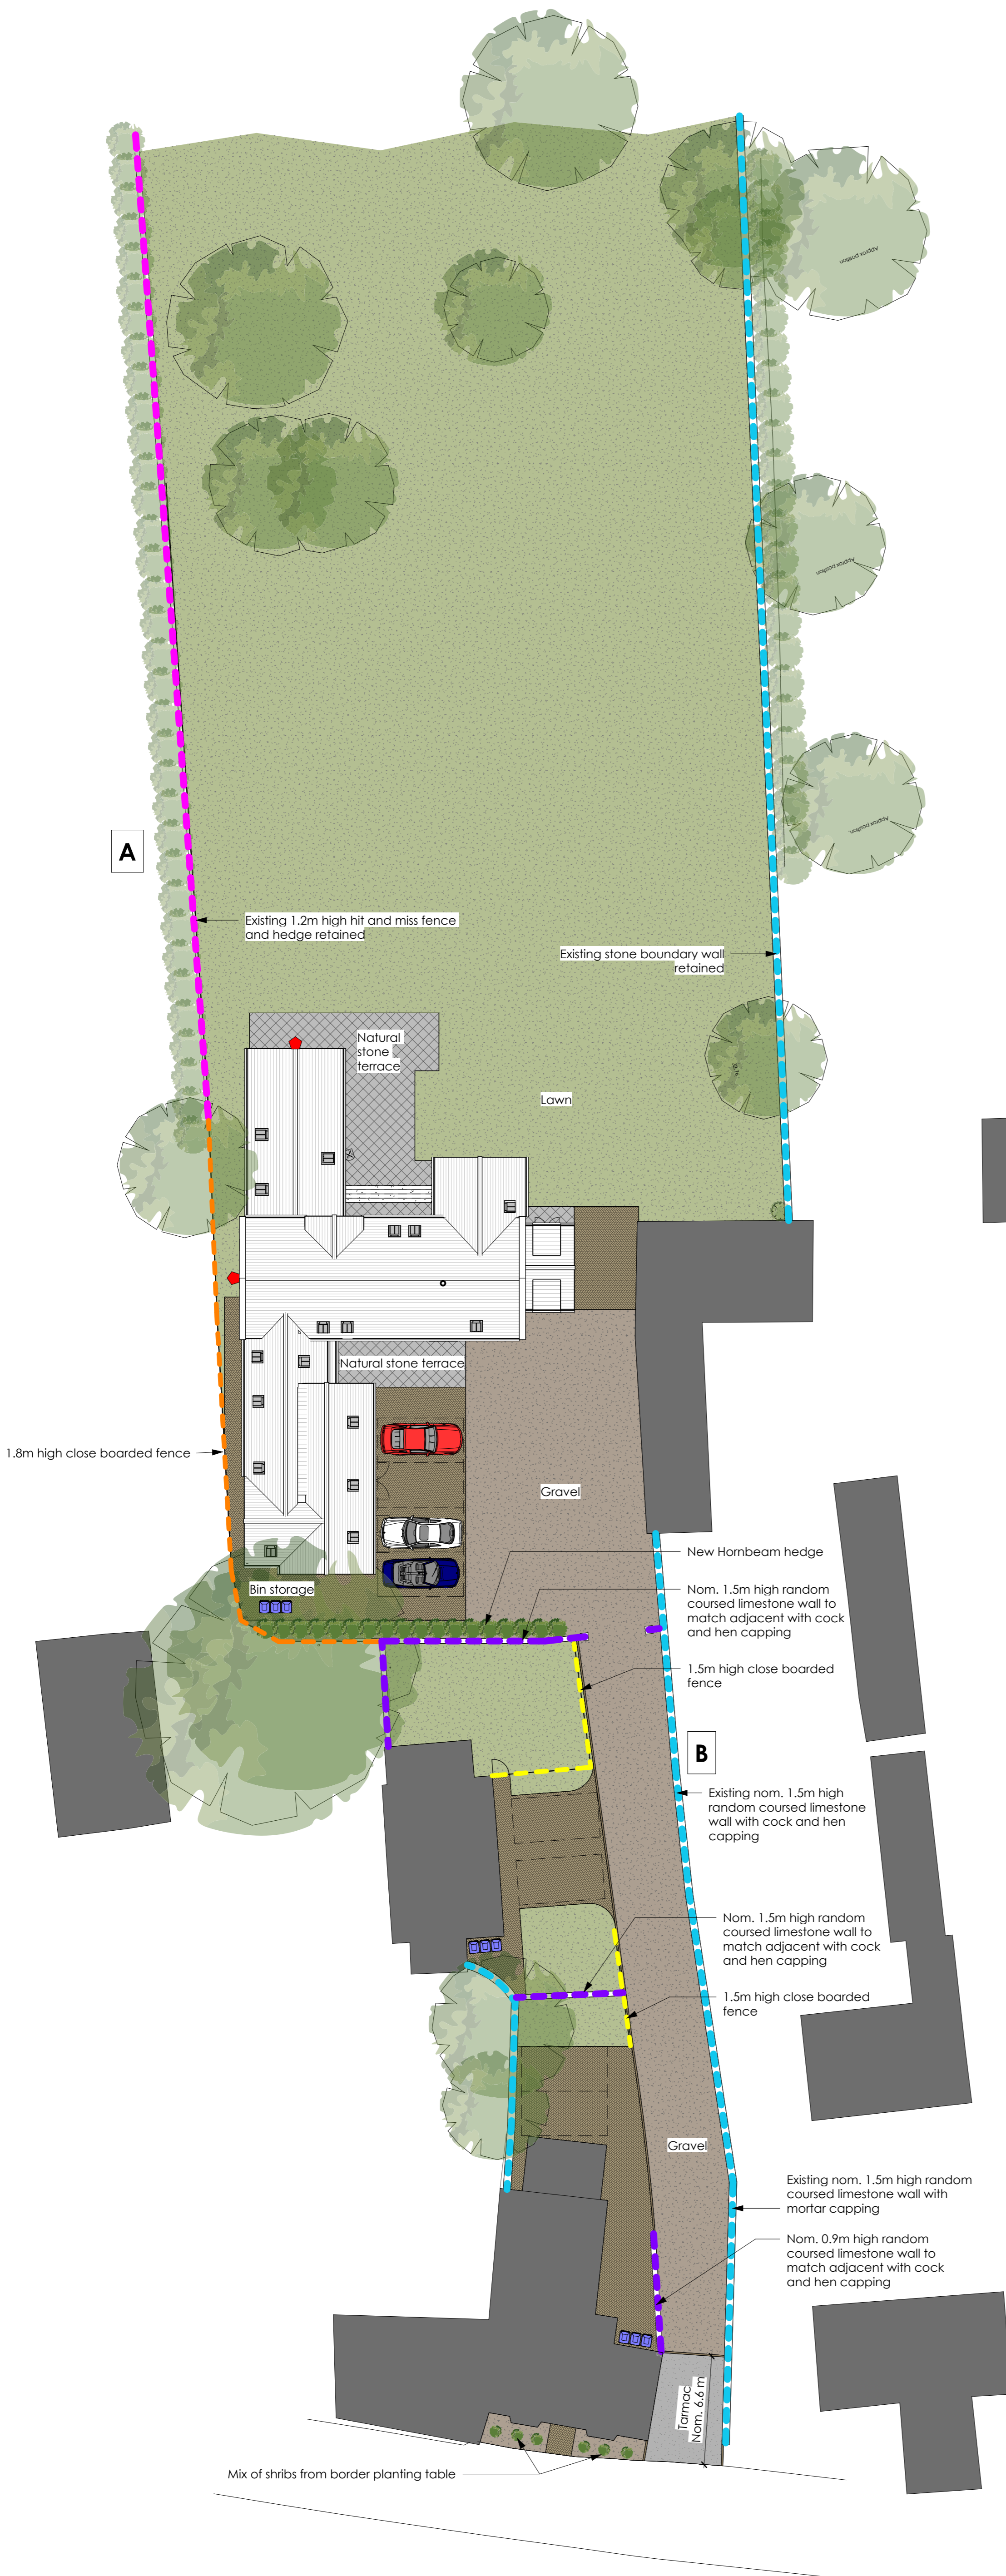 Approx position
Approx position
Approx position
A
Existing 1.2m high hit and miss fence
and hedge retained
Existing stone boundary wall
retained
Natural
stone
terrace
Lawn
Natural stone terrace
1.8m high close boarded fence
Gravel
New Hornbeam hedge
Bin storage
Nom. 1.5m high random
coursed limestone wall to
match adjacent with cock
and hen capping
1.5m high close boarded
fence
B
Existing nom. 1.5m high
random coursed limestone
wall with cock and hen
capping
Nom. 1.5m high random
coursed limestone wall to
match adjacent with cock
and hen capping
1.5m high close boarded
fence
Gravel
Existing nom. 1.5m high random
coursed limestone wall with
mortar capping
Nom. 0.9m high random
coursed limestone wall to
match adjacent with cock
and hen capping
Tarmac
Nom. 6.6 m
Mix of shribs from border planting table